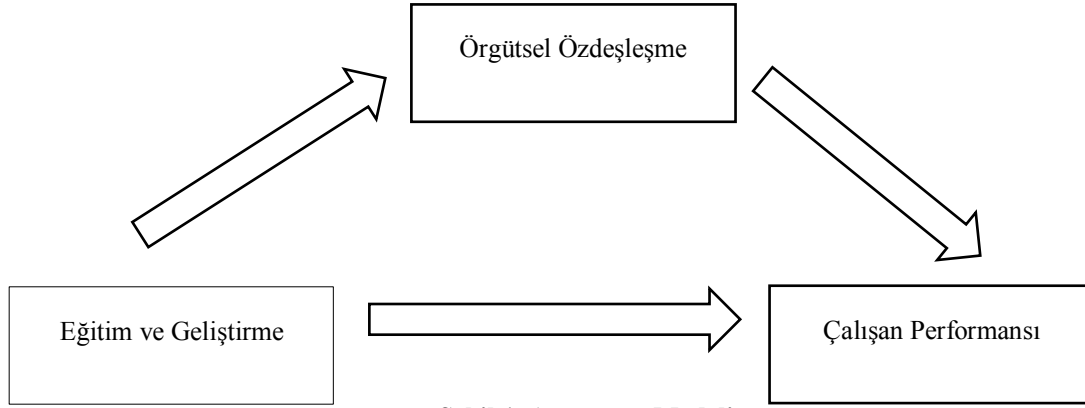 Örgütsel Özdeşleşme
Eğitim ve Geliştirme
Çalışan Performansı